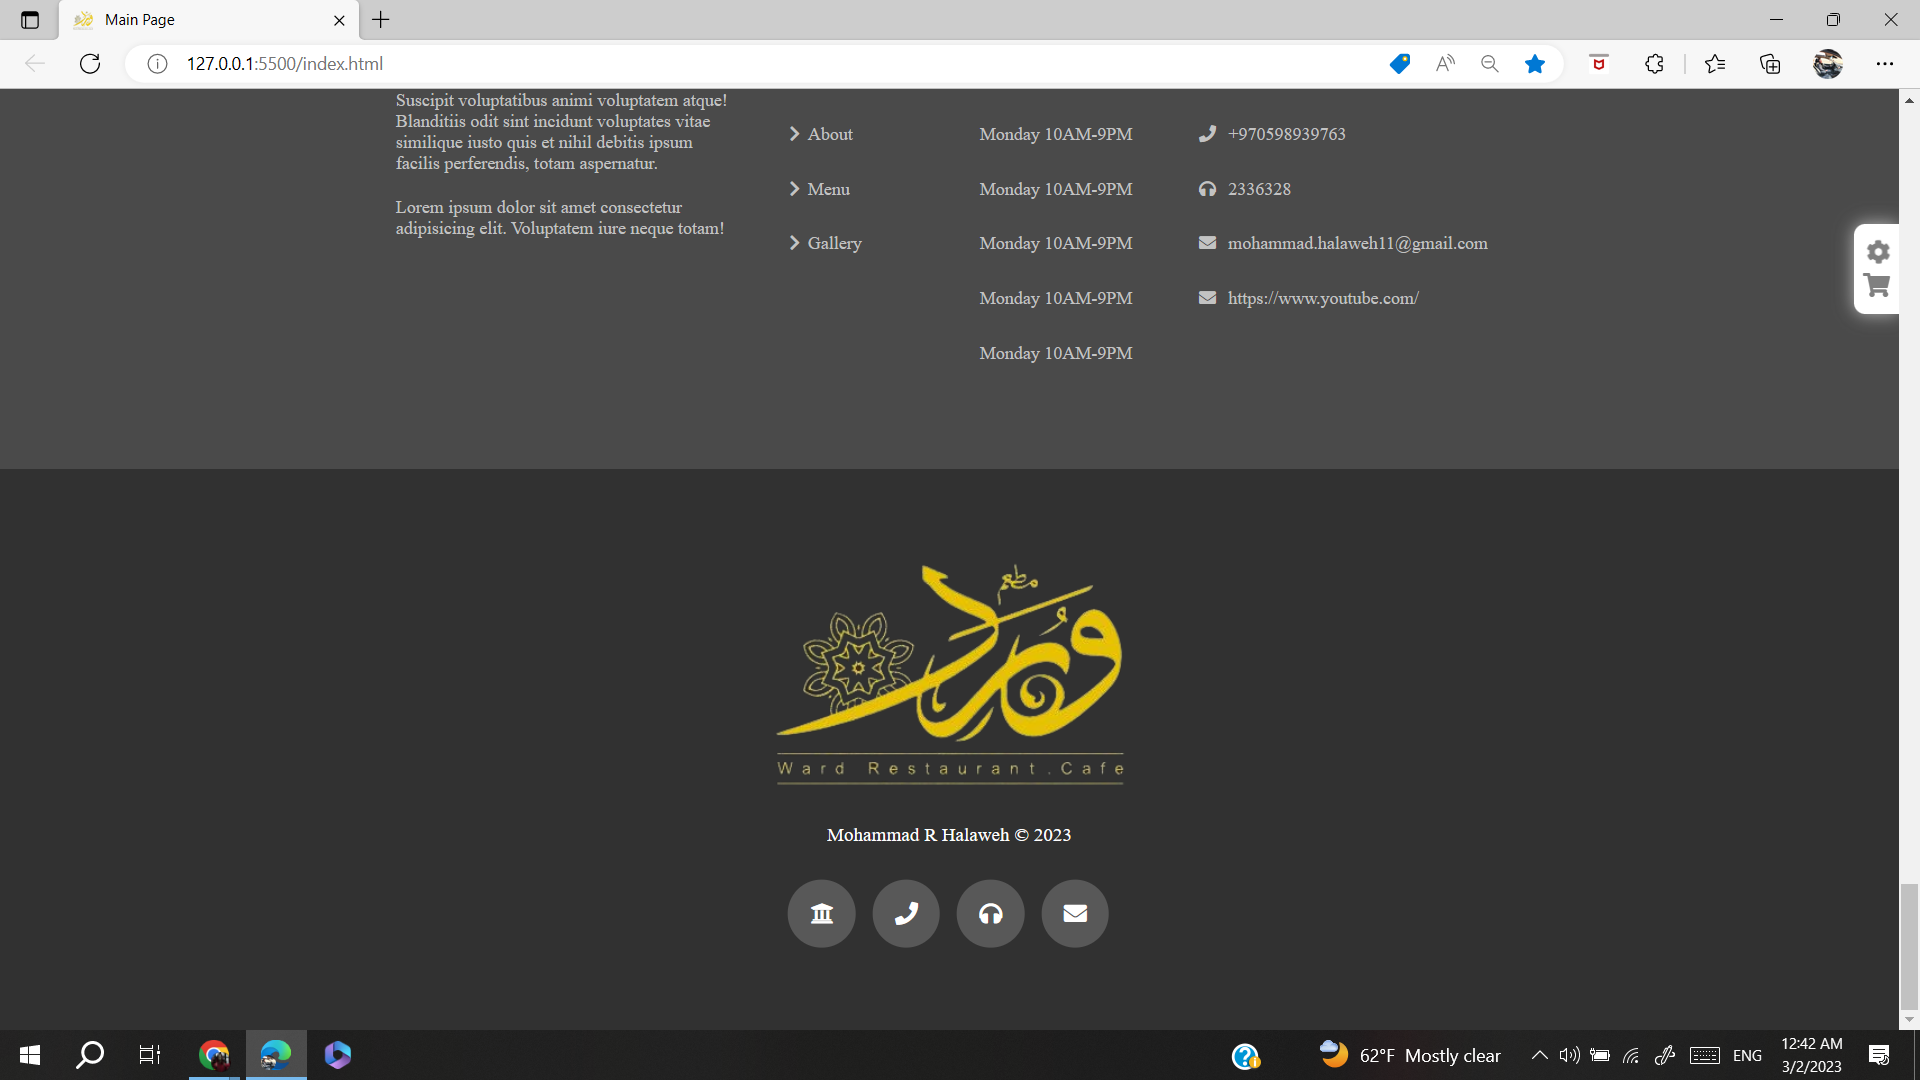 Main Page
127.0.0.1:5500/index.html
Suscipit voluptatibus animi voluptatem atque!
Blanditiis odit sint incidunt voluptates vitae
similique iusto quis et nihil debitis ipsum
facilis perferendis, totam aspernatur.
Lorem ipsum dolor sit amet consectetur
adipisicing elit. Voluptatem iure neque totam!
About
Menu
Gallery
Monday 10AM-9PM
Monday 10AM-9PM
Monday 10AM-9PM
Monday 10AM-9PM
Monday 10AM-9PM
+970598939763
2336328
mohammad.halaweh11@gmail.com
https://www.youtube.com/
مطعم
ورد
Ward Restaurant.Cafe
Mohammad R Halaweh © 2023
62°F Mostly clear
ENG
12:42 AM
3/2/2023